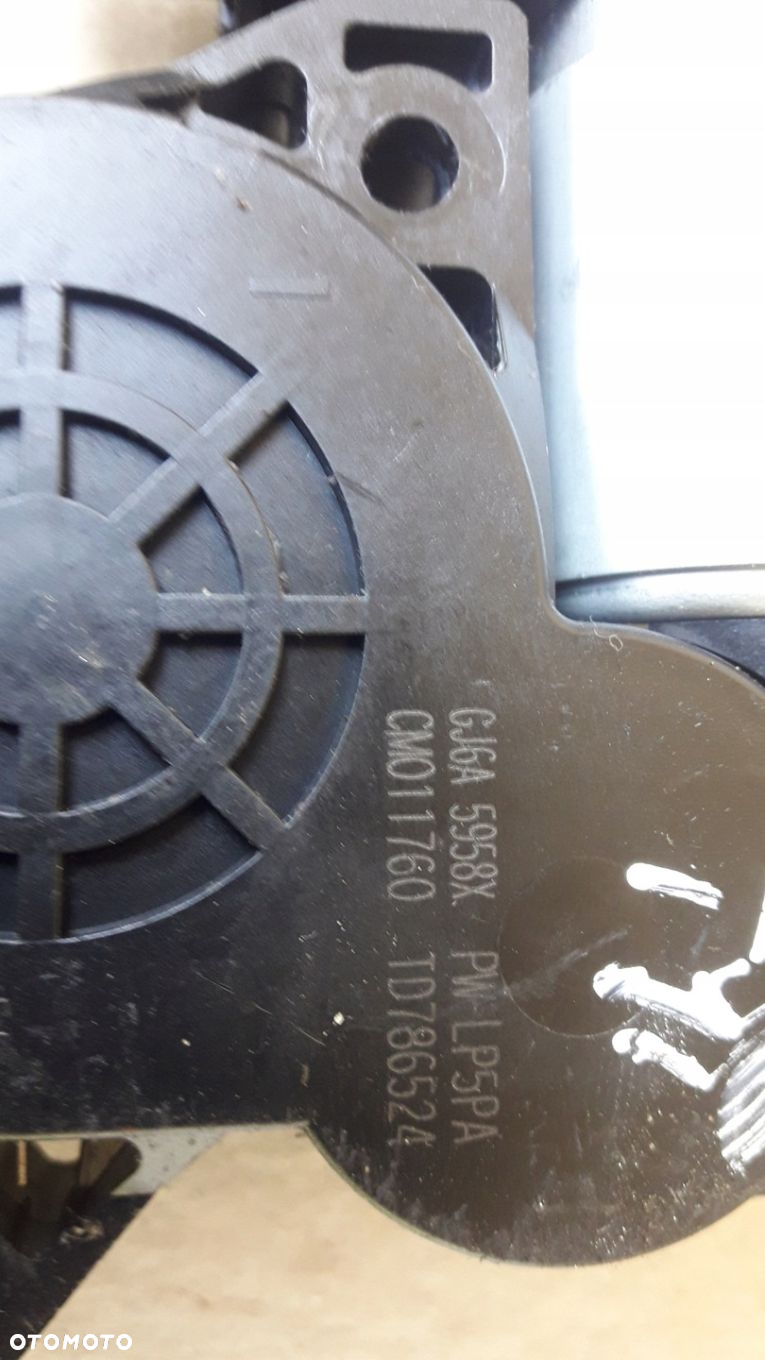 GJ6A 5958X PW-LP5PA
CM011760 TD786524
OTOMOTO